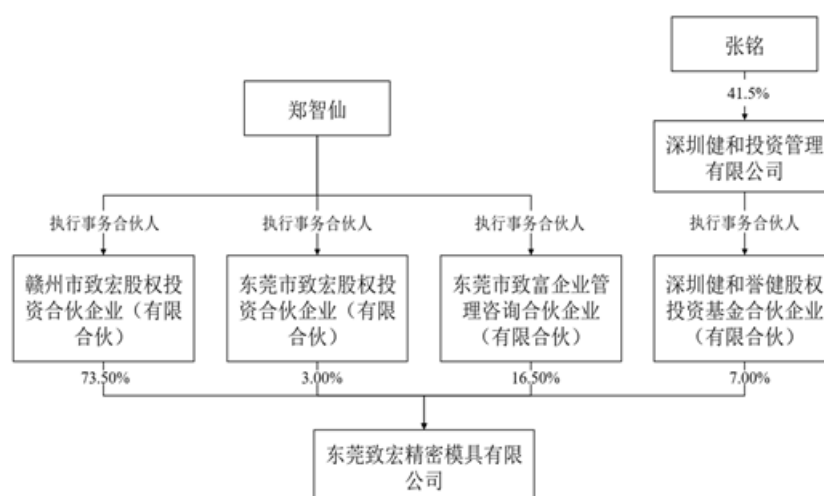 张铭
41.5%
郑智仙
深圳健和投资管理
有限公司
执行事务合伙人
执行事务合伙人
执行事务合伙人
执行事务合伙人
赣州市致宏股权投
资合伙企业（有限
合伙）
东莞市致宏股权投
资合伙企业（有限
合伙）
东莞市致富企业管
理咨询合伙企业
（有限合伙）
深圳健和誉健股权
投资基金合伙企业
（有限合伙）
73.50%
3.00%
16.50%
7.00%
东莞致宏精密模具有限
公司